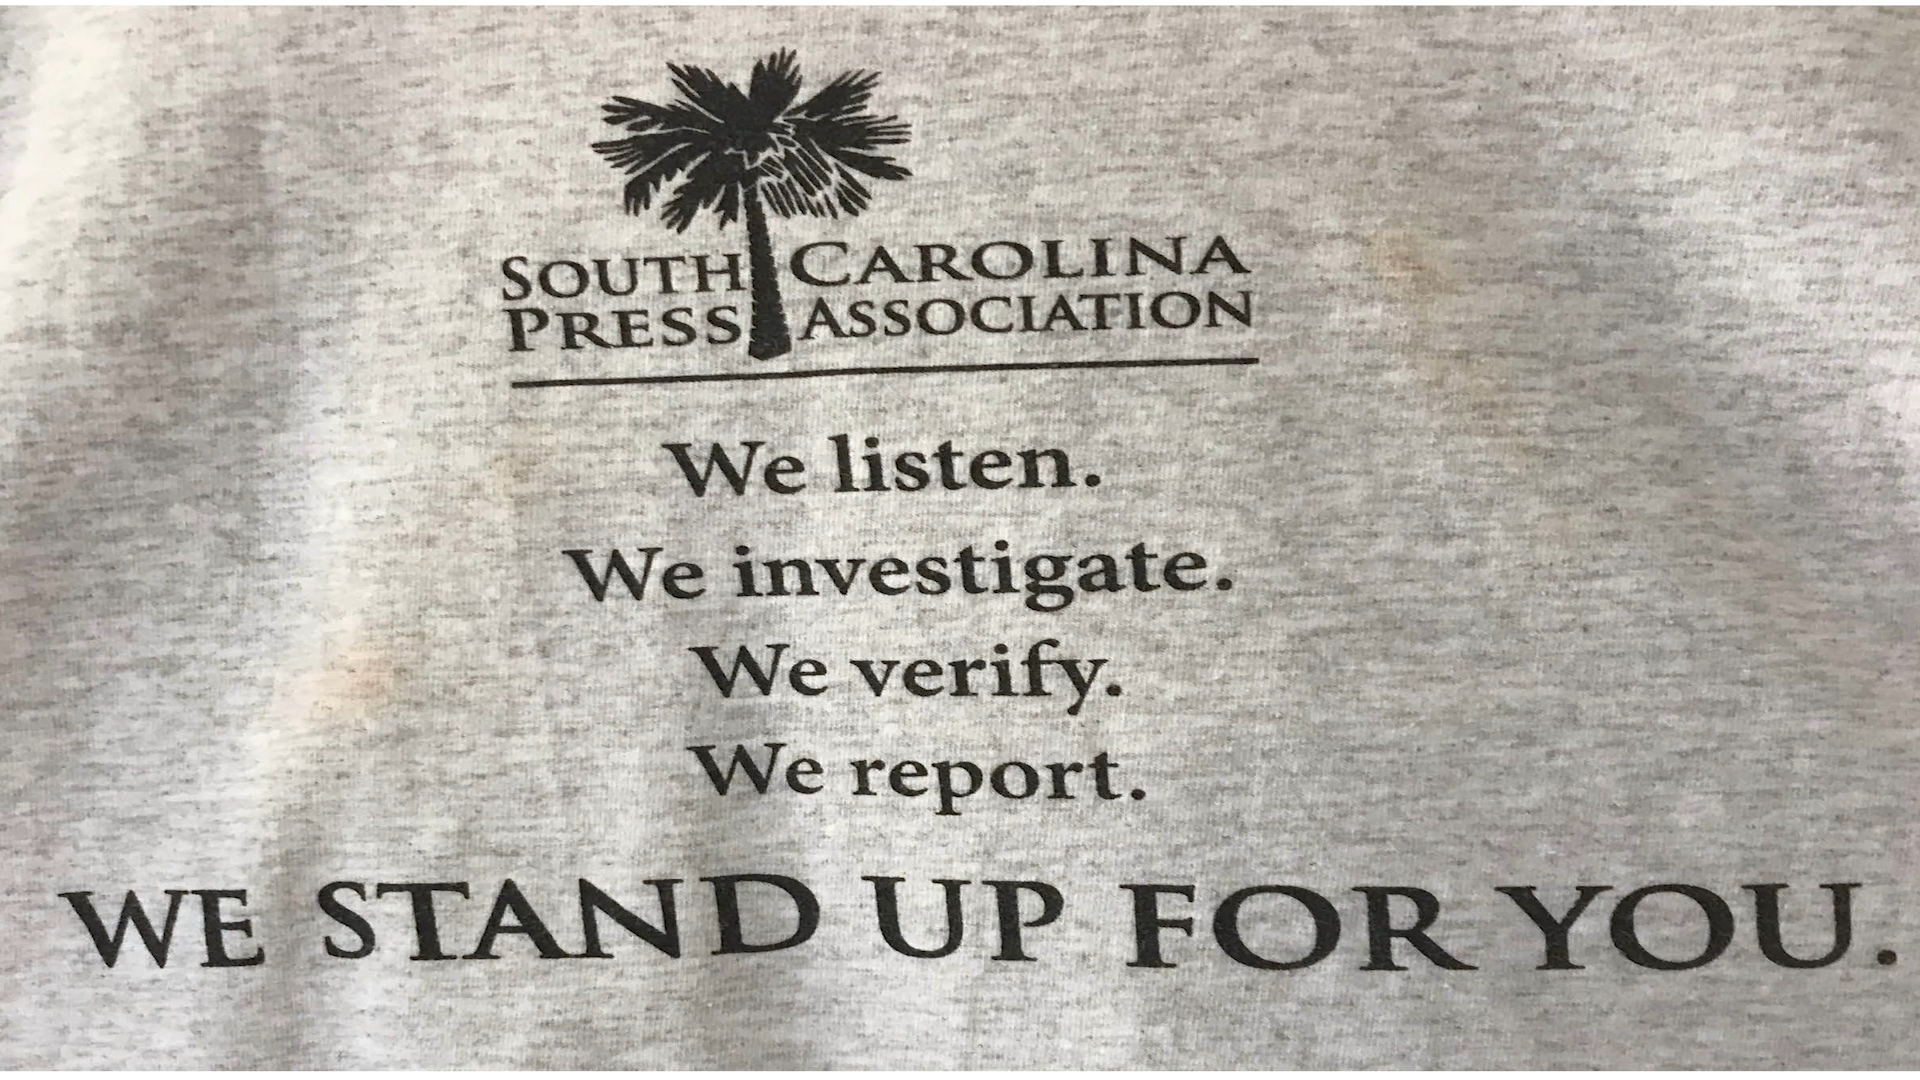 SOUTH CAROLINA
PRESS ASSOCIATION
We listen.
We investigate.
We verify.
We report.
WE STAND UP FOR YOU.